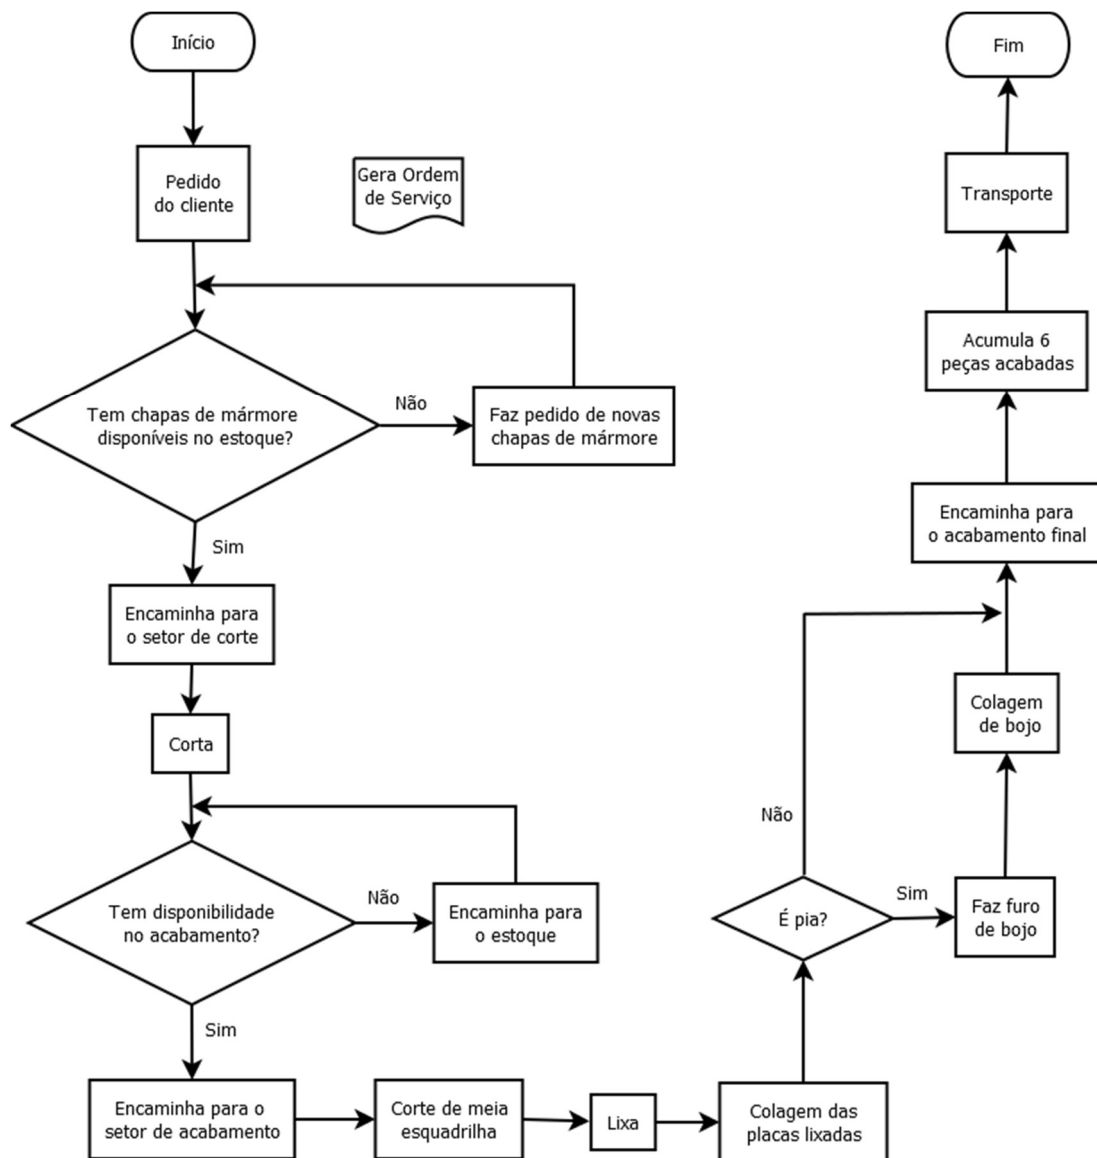 Início
Pedido
do cliente
Gera Ordem
de Serviço
Tem chapas de mármore
disponíveis no estoque?
Não
Faz pedido de novas
chapas de mármore
Sim
Encaminha para
o setor de corte
Corta
Tem disponibilidade
no acabamento?
Não
Encaminha para
o estoque
Sim
Encaminha para o
setor de acabamento
Corte de meia
esquadrilha
Lixa
Colagem das
placas lixadas
É pia?
Não
Sim
Faz furo
de bojo
Colagem
de bojo
Encaminha para
o acabamento final
Acumula 6
peças acabadas
Transporte
Fim